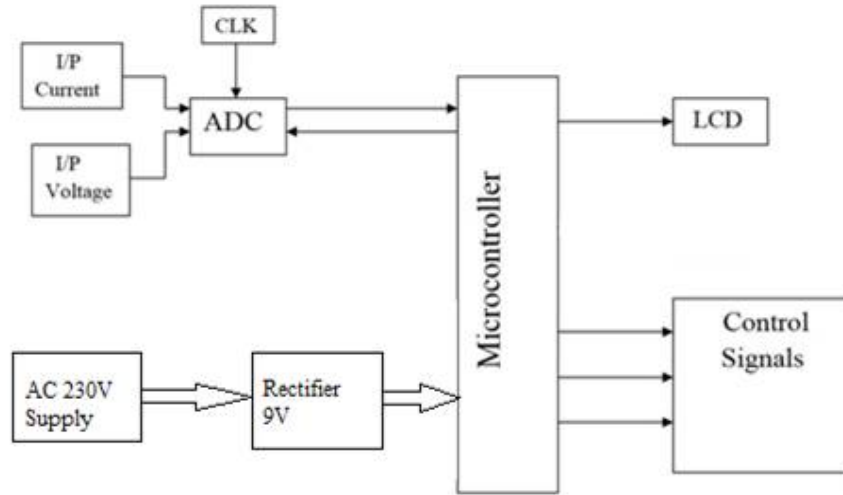 CLK
I/P
Current
ADC
I/P
Voltage
Microcontroller
LCD
Control
Signals
AC 230V
Supply
Rectifier
9V